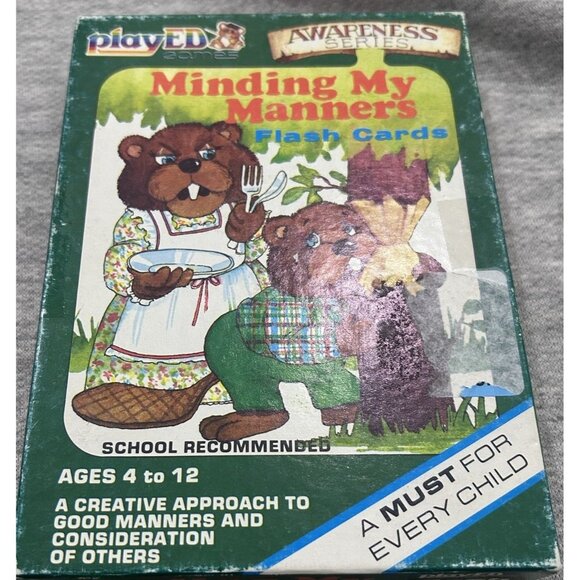 playED
games
AWARENESS
SERIES
Minding My
Manners
Flash Cards
SCHOOL RECOMMENDED
AGES 4 to 12
A CREATIVE APPROACH TO
GOOD MANNERS AND
CONSIDERATION
OF OTHERS
A MUST FOR
EVERY CHILD